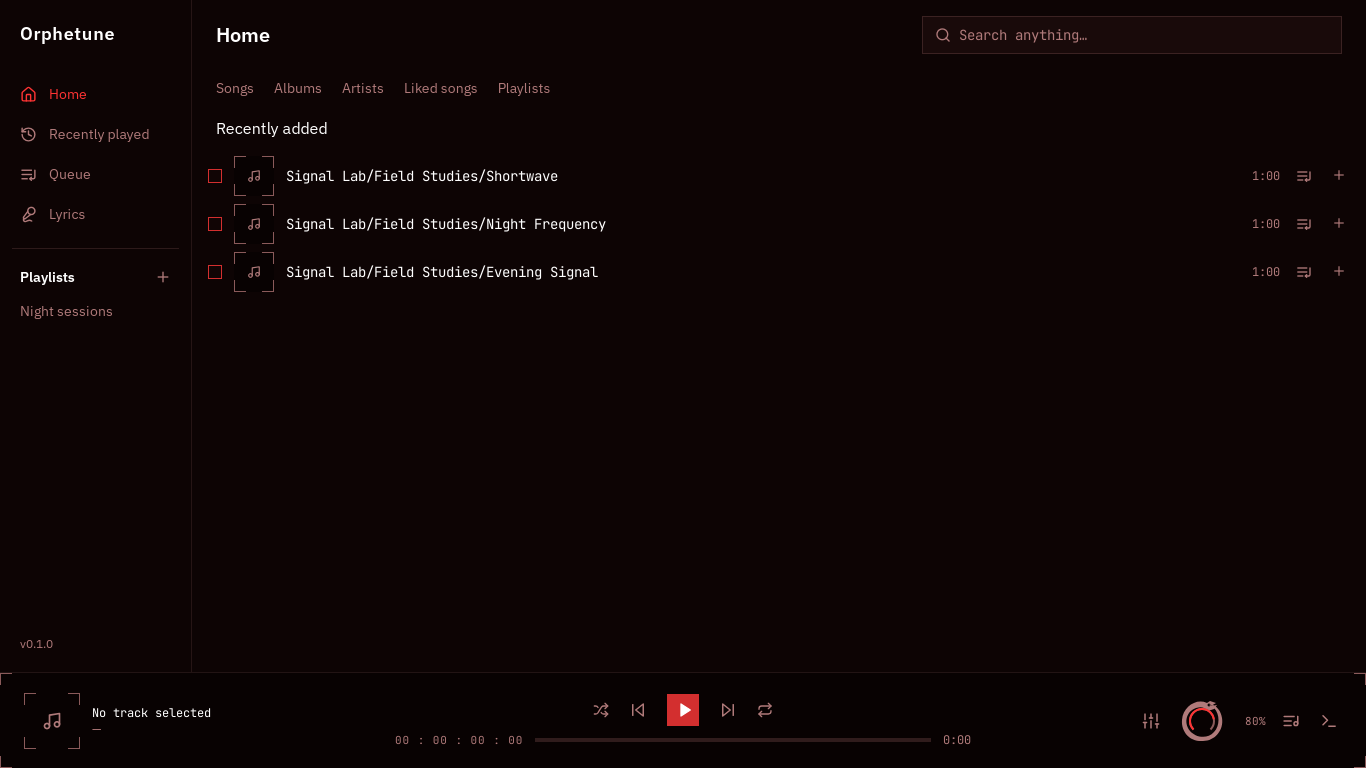 Orphetune
Home
Recently played
Queue
Lyrics
Playlists
Night sessions
v0.1.0
Home
Search anything…
Songs Albums Artists Liked songs Playlists
Recently added
Signal Lab/Field Studies/Shortwave 1:00
Signal Lab/Field Studies/Night Frequency 1:00
Signal Lab/Field Studies/Evening Signal 1:00
No track selected
—
00 : 00 : 00 : 00 0:00
80%